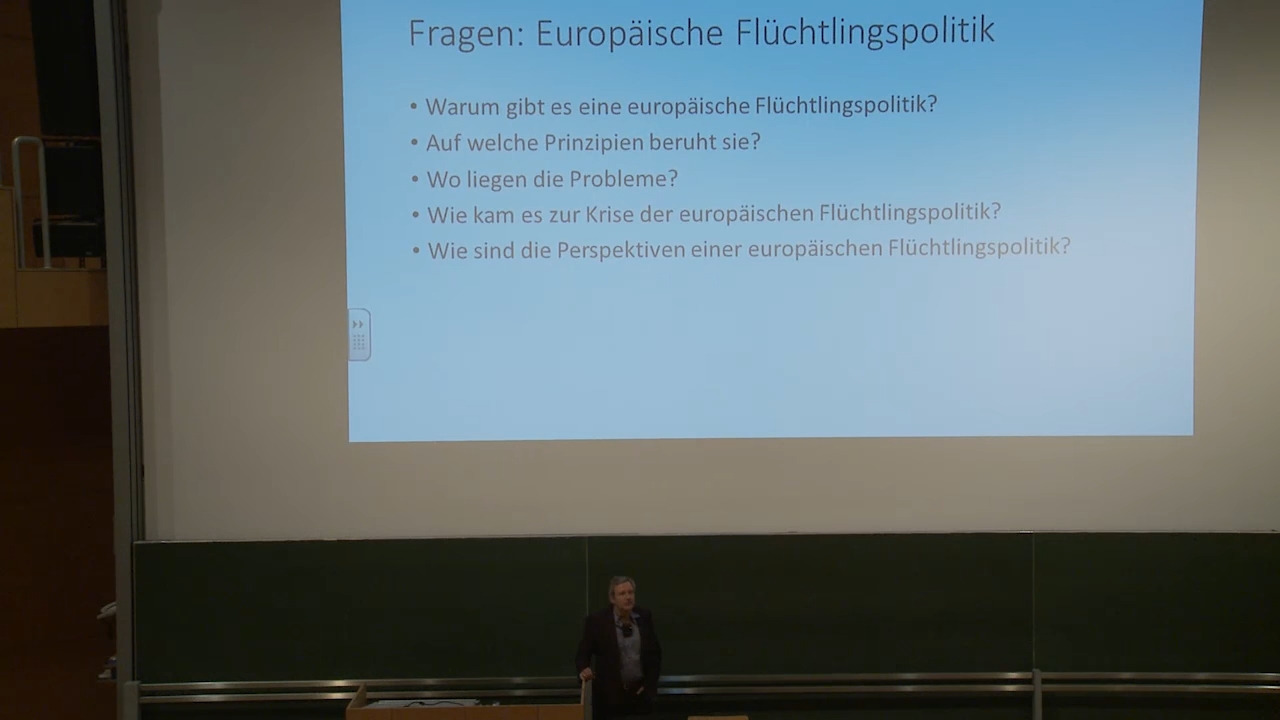 Fragen: Europäische Flüchtlingspolitik
• Warum gibt es eine europäische Flüchtlingspolitik?
• Auf welche Prinzipien beruht sie?
• Wo liegen die Probleme?
• Wie kam es zur Krise der europäischen Flüchtlingspolitik?
• Wie sind die Perspektiven einer europäischen Flüchtlingspolitik?